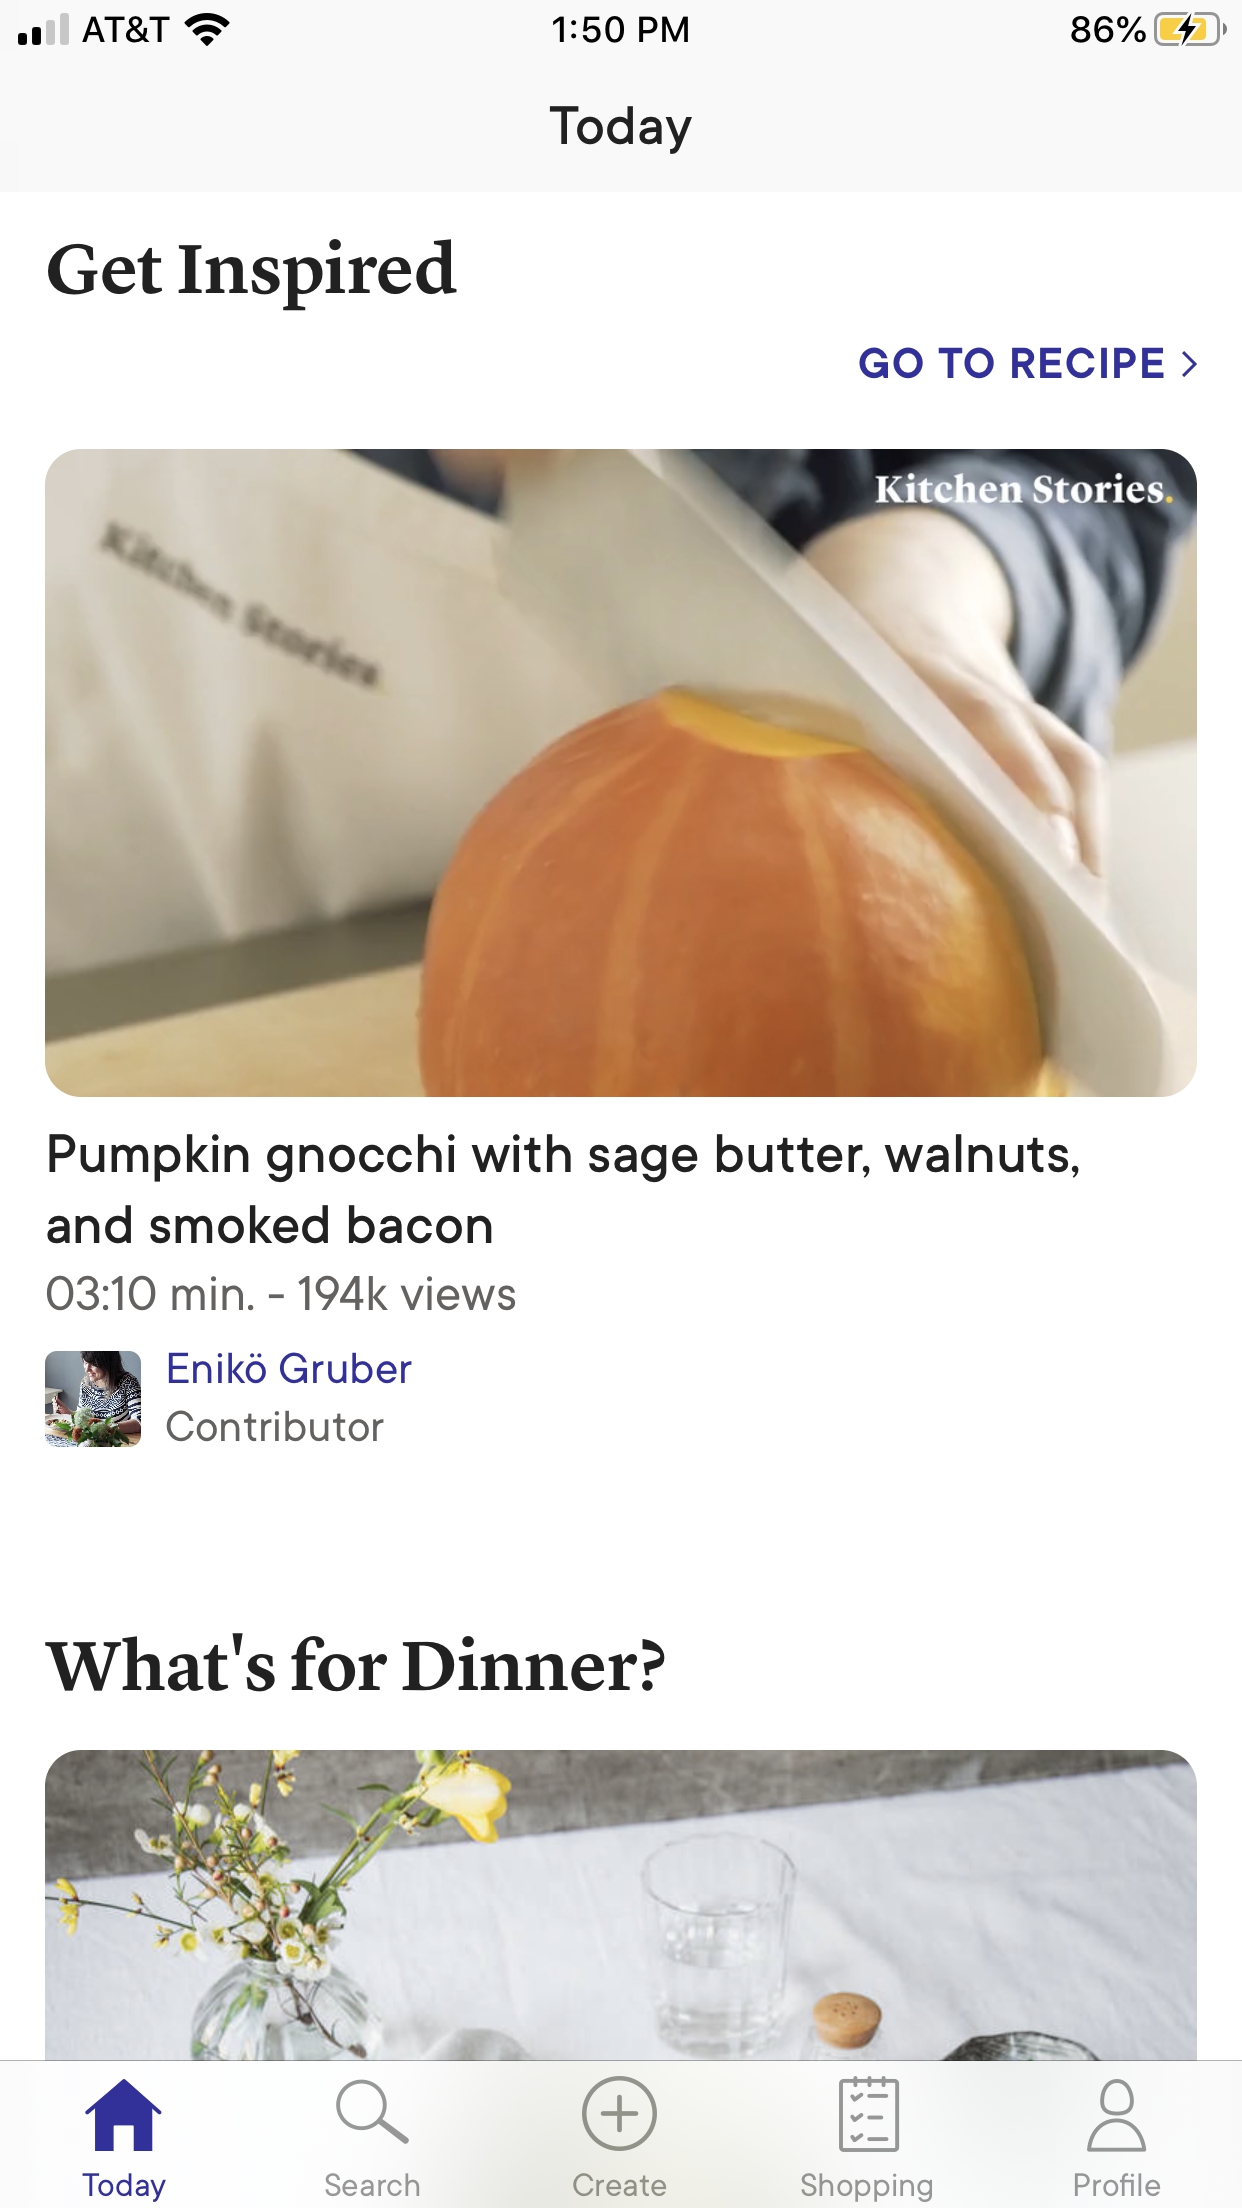 AT&T 1:50 PM 86%
Today
Get Inspired
GO TO RECIPE >
Kitchen Stories.
Kitchen Stories
Pumpkin gnocchi with sage butter, walnuts,
and smoked bacon
03:10 min. - 194k views
Enikö Gruber
Contributor
What's for Dinner?
Today Search Create Shopping Profile